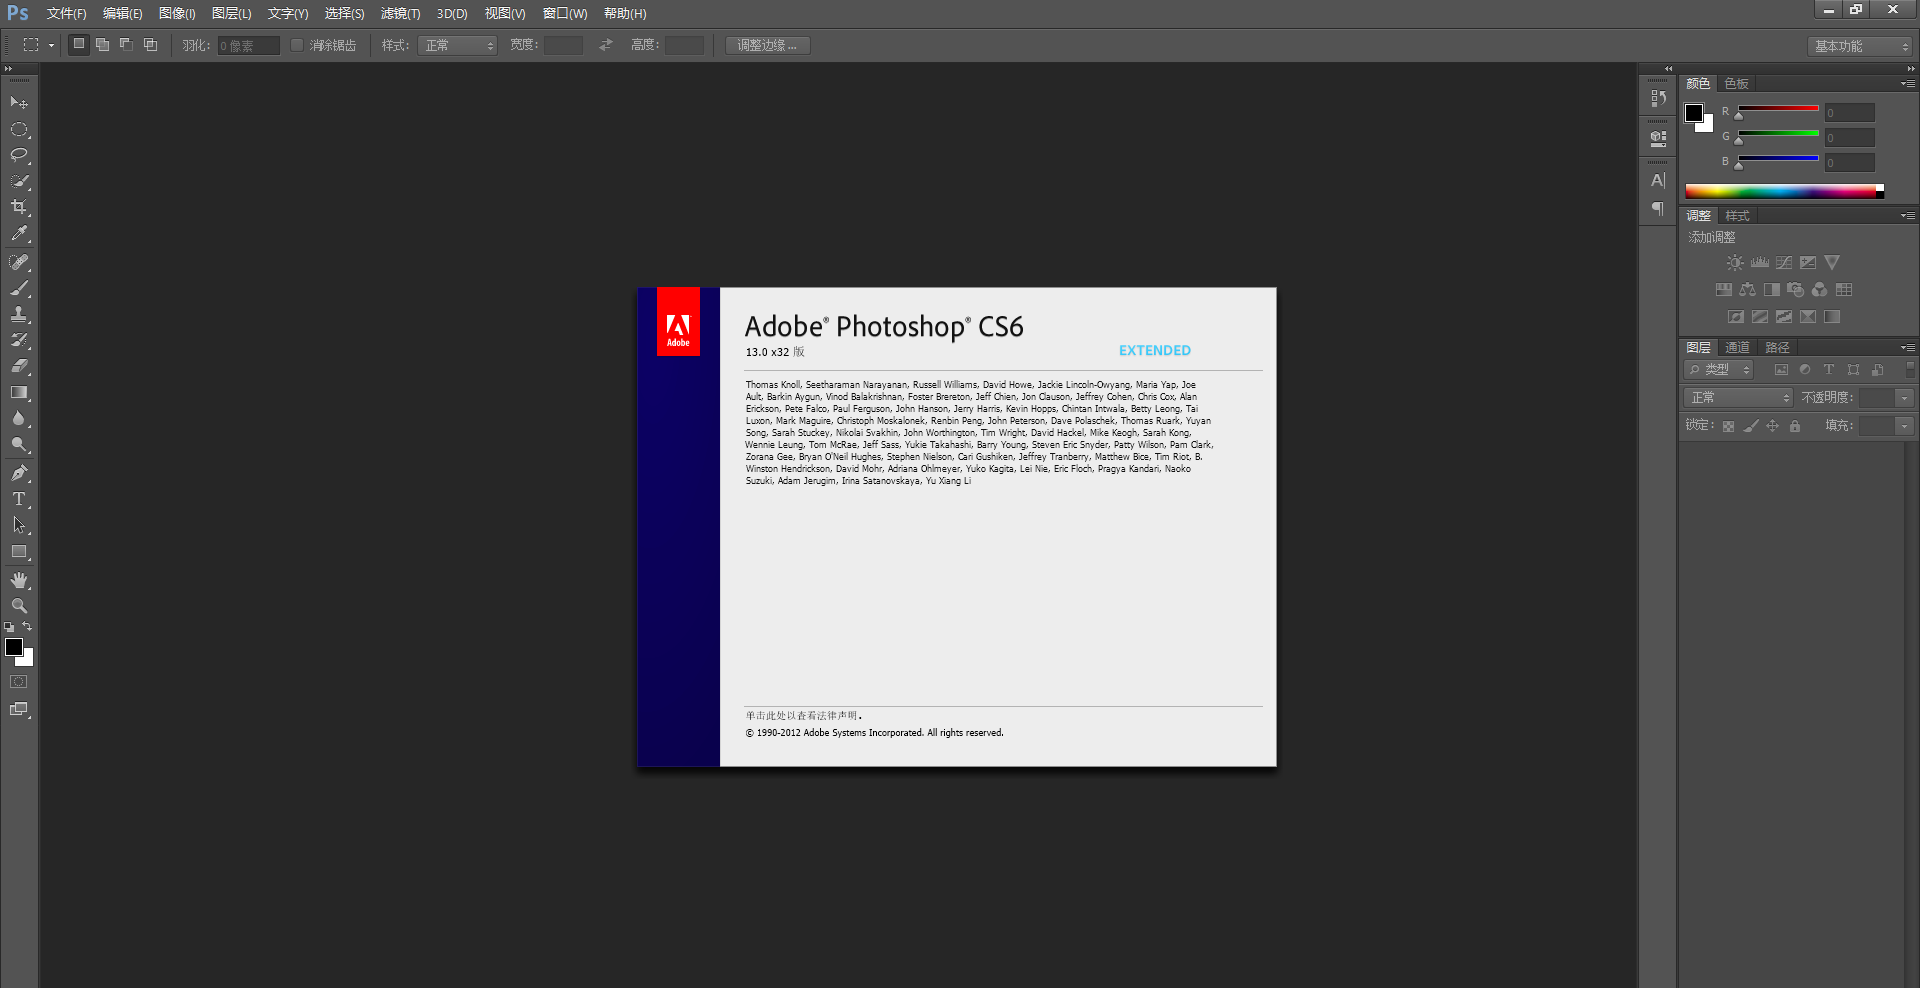 Ps 文件(F) 编辑(E) 图像(I) 图层(L) 文字(Y) 选择(S) 滤镜(T) 3D(D) 视图(V) 窗口(W) 帮助(H)
羽化: 0 像素 消除锯齿 样式: 正常 宽度: 高度: 调整边缘... 基本功能
颜色 色板
R 0
G 0
B 0
调整 样式
添加调整
图层 通道 路径
类型
正常 不透明度:
锁定: 填充:
Adobe
Adobe® Photoshop® CS6
13.0 x32 版
EXTENDED
Thomas Knoll, Seetharaman Narayanan, Russell Williams, David Howe, Jackie Lincoln-Owyang, Maria Yap, Joe
Ault, Barkin Aygun, Vinod Balakrishnan, Foster Brereton, Jeff Chien, Jon Clauson, Jeffrey Cohen, Chris Cox, Alan
Erickson, Pete Falco, Paul Ferguson, John Hanson, Jerry Harris, Kevin Hopps, Chintan Intwala, Betty Leong, Tai
Luxon, Mark Maguire, Christoph Moskalonek, Renbin Peng, John Peterson, Dave Polaschek, Thomas Ruark, Yuyan
Song, Sarah Stuckey, Nikolai Svakhin, John Worthington, Tim Wright, David Hackel, Mike Keogh, Sarah Kong,
Wennie Leung, Tom McRae, Jeff Sass, Yukie Takahashi, Barry Young, Steven Eric Snyder, Patty Wilson, Pam Clark,
Zorana Gee, Bryan O'Neil Hughes, Stephen Nielson, Cari Gushiken, Jeffrey Tranberry, Matthew Bice, Tim Riot, B.
Winston Hendrickson, David Mohr, Adriana Ohlmeyer, Yuko Kagita, Lei Nie, Eric Floch, Pragya Kandari, Naoko
Suzuki, Adam Jerugim, Irina Satanovskaya, Yu Xiang Li
单击此处以查看法律声明.
© 1990-2012 Adobe Systems Incorporated. All rights reserved.